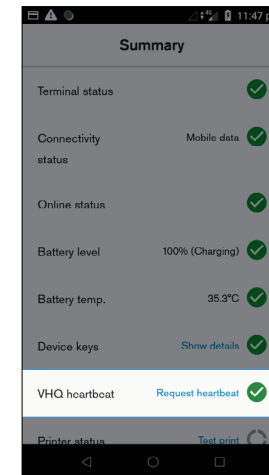 11:47 p
Summary
Terminal status
Connectivity status Mobile data
Online status
Battery level 100% (Charging)
Battery temp. 35.3°C
Device keys Show details
VHQ heartbeat Request heartbeat
Printer status Test print